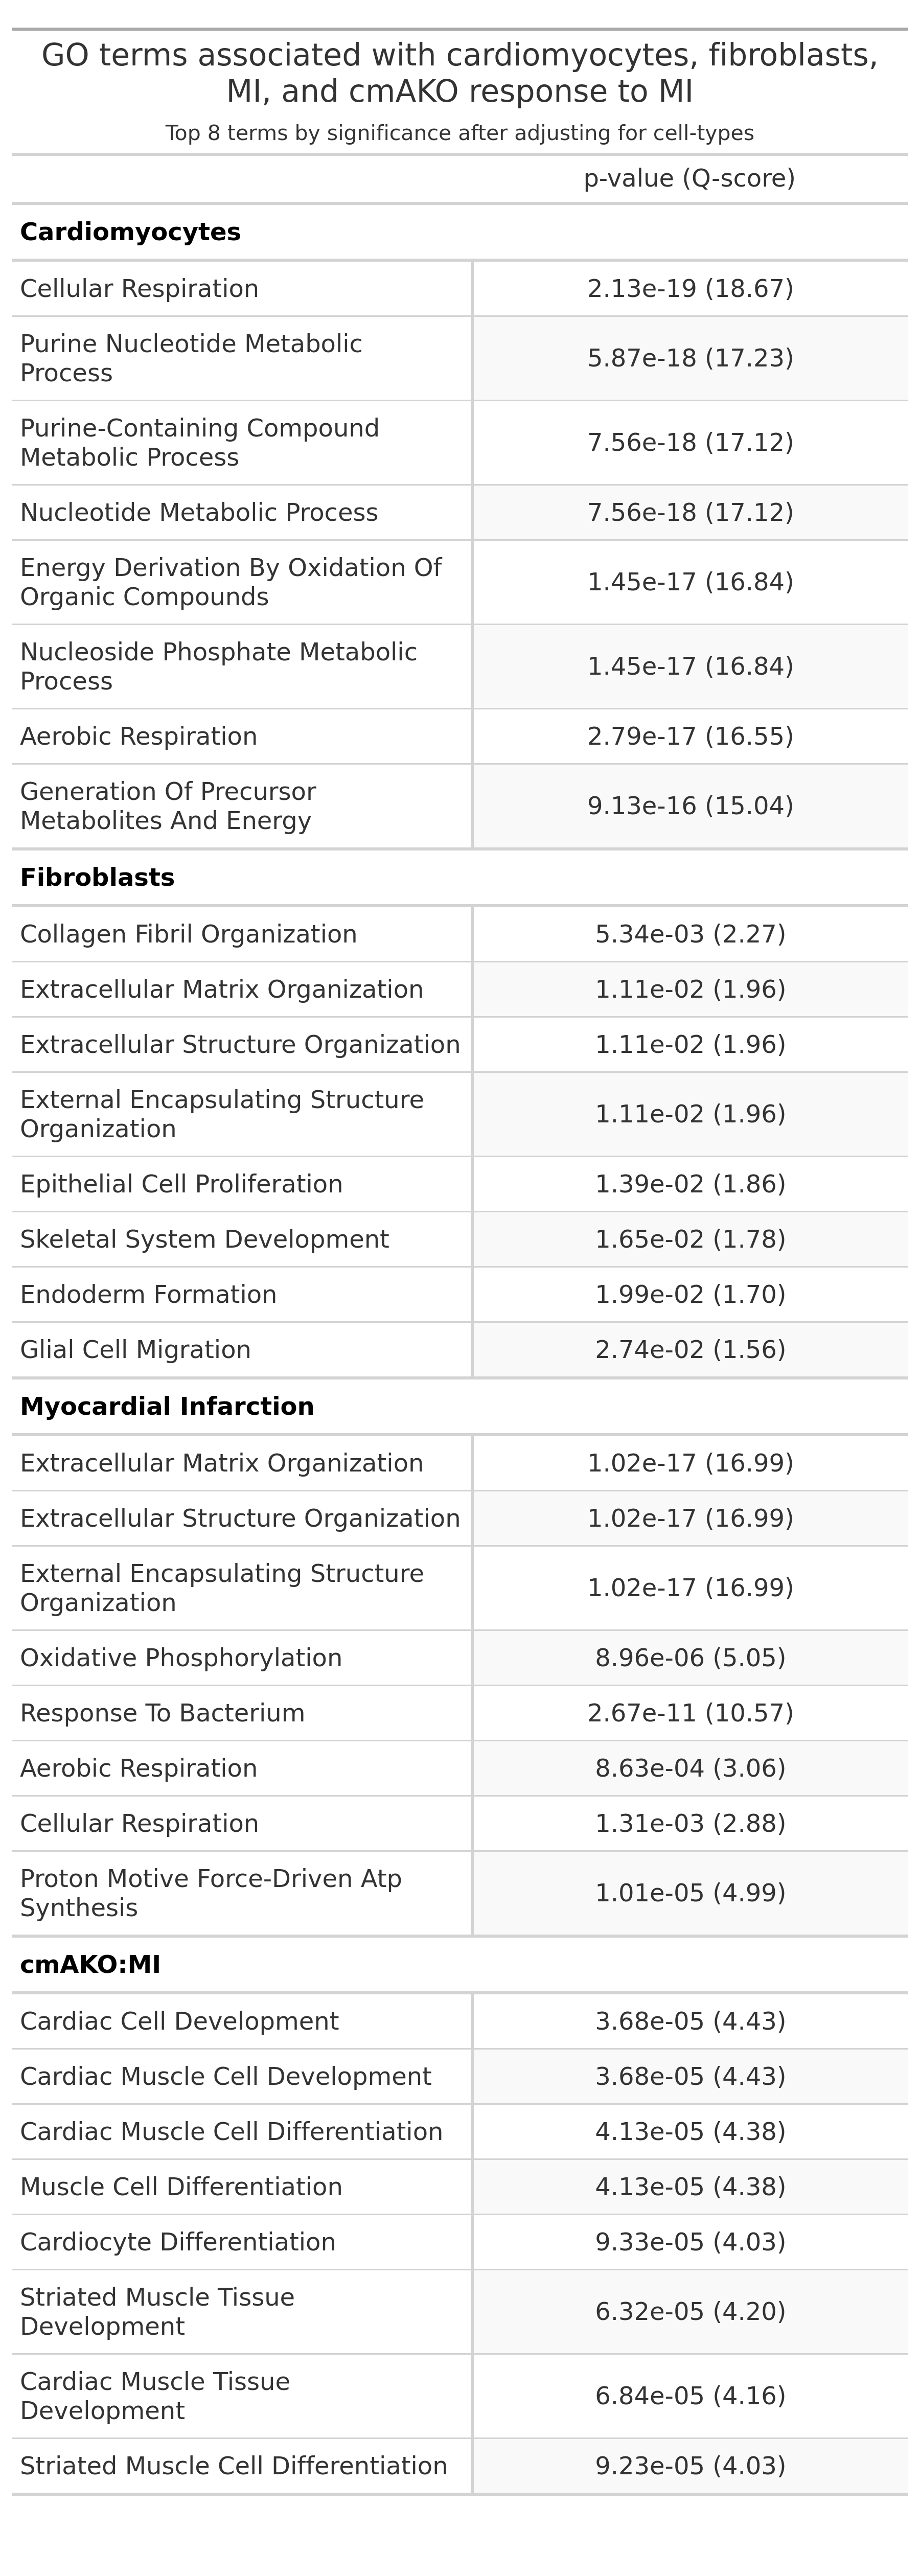 GO terms associated with cardiomyocytes, fibroblasts,
MI, and cmAKO response to MI
Top 8 terms by significance after adjusting for cell-types
p-value (Q-score)
Cardiomyocytes
Cellular Respiration 2.13e-19 (18.67)
Purine Nucleotide Metabolic
Process 5.87e-18 (17.23)
Purine-Containing Compound
Metabolic Process 7.56e-18 (17.12)
Nucleotide Metabolic Process 7.56e-18 (17.12)
Energy Derivation By Oxidation Of
Organic Compounds 1.45e-17 (16.84)
Nucleoside Phosphate Metabolic
Process 1.45e-17 (16.84)
Aerobic Respiration 2.79e-17 (16.55)
Generation Of Precursor
Metabolites And Energy 9.13e-16 (15.04)
Fibroblasts
Collagen Fibril Organization 5.34e-03 (2.27)
Extracellular Matrix Organization 1.11e-02 (1.96)
Extracellular Structure Organization 1.11e-02 (1.96)
External Encapsulating Structure
Organization 1.11e-02 (1.96)
Epithelial Cell Proliferation 1.39e-02 (1.86)
Skeletal System Development 1.65e-02 (1.78)
Endoderm Formation 1.99e-02 (1.70)
Glial Cell Migration 2.74e-02 (1.56)
Myocardial Infarction
Extracellular Matrix Organization 1.02e-17 (16.99)
Extracellular Structure Organization 1.02e-17 (16.99)
External Encapsulating Structure
Organization 1.02e-17 (16.99)
Oxidative Phosphorylation 8.96e-06 (5.05)
Response To Bacterium 2.67e-11 (10.57)
Aerobic Respiration 8.63e-04 (3.06)
Cellular Respiration 1.31e-03 (2.88)
Proton Motive Force-Driven Atp
Synthesis 1.01e-05 (4.99)
cmAKO:MI
Cardiac Cell Development 3.68e-05 (4.43)
Cardiac Muscle Cell Development 3.68e-05 (4.43)
Cardiac Muscle Cell Differentiation 4.13e-05 (4.38)
Muscle Cell Differentiation 4.13e-05 (4.38)
Cardiocyte Differentiation 9.33e-05 (4.03)
Striated Muscle Tissue
Development 6.32e-05 (4.20)
Cardiac Muscle Tissue
Development 6.84e-05 (4.16)
Striated Muscle Cell Differentiation 9.23e-05 (4.03)